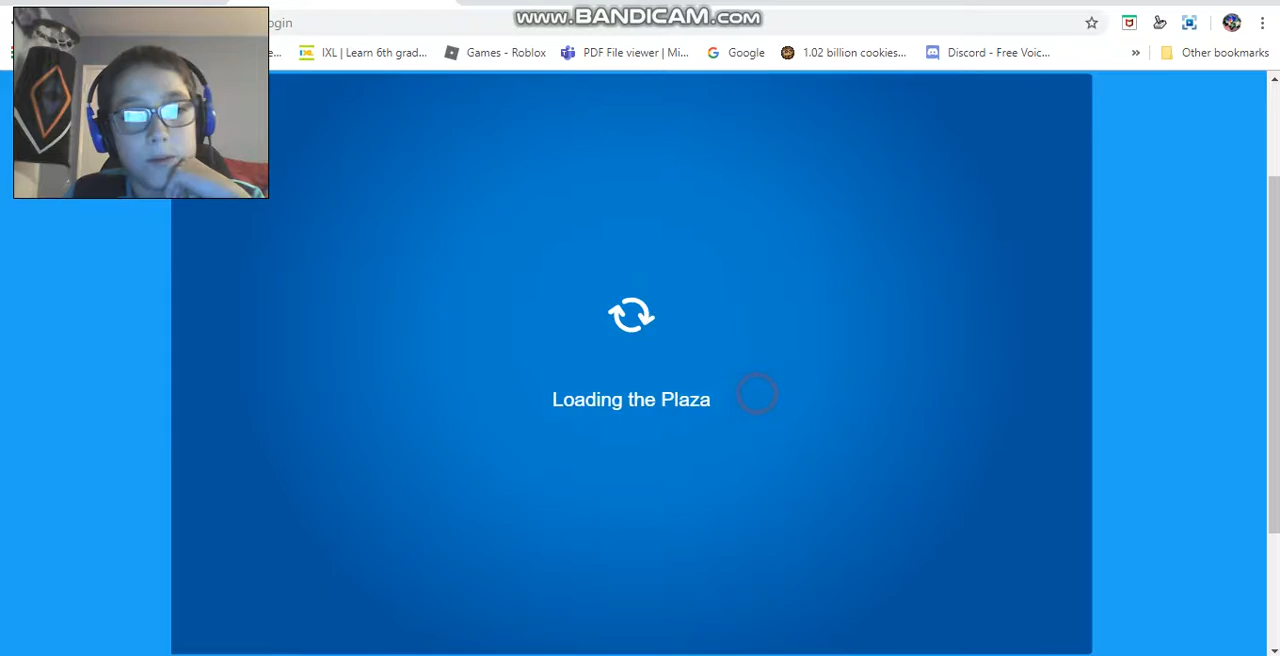 www.BANDICAM.com
ogin
e...
IXL | Learn 6th grad...
Games - Roblox
PDF File viewer | Mi...
Google
1.02 billion cookies...
Discord - Free Voic...
»
Other bookmarks
Loading the Plaza